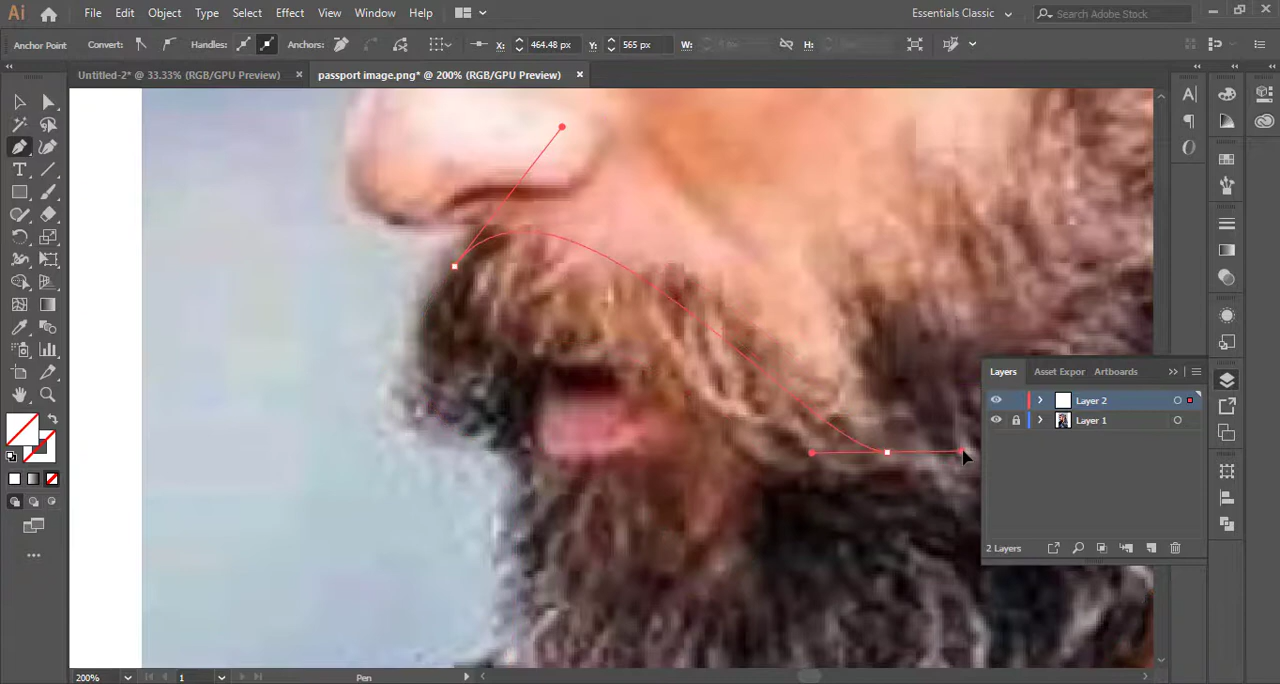 Ai File Edit Object Type Select Effect View Window Help Essentials Classic Search Adobe Stock
Anchor Point Convert: Handles: Anchors: X: 464.48 px Y: 565 px W: H:
Untitled-2* @ 33.33% (RGB/GPU Preview) × passport image.png* @ 200% (RGB/GPU Preview) ×
Layers Asset Expor Artboards
Layer 2
Layer 1
2 Layers
200% 1 Pen